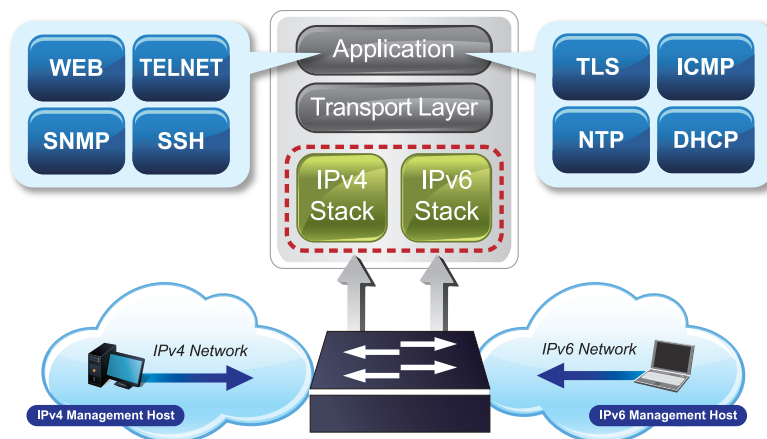 WEB
TELNET
SNMP
SSH
Application
Transport Layer
IPv4
Stack
IPv6
Stack
TLS
ICMP
NTP
DHCP
IPv4 Network
IPv4 Management Host
IPv6 Network
IPv6 Management Host